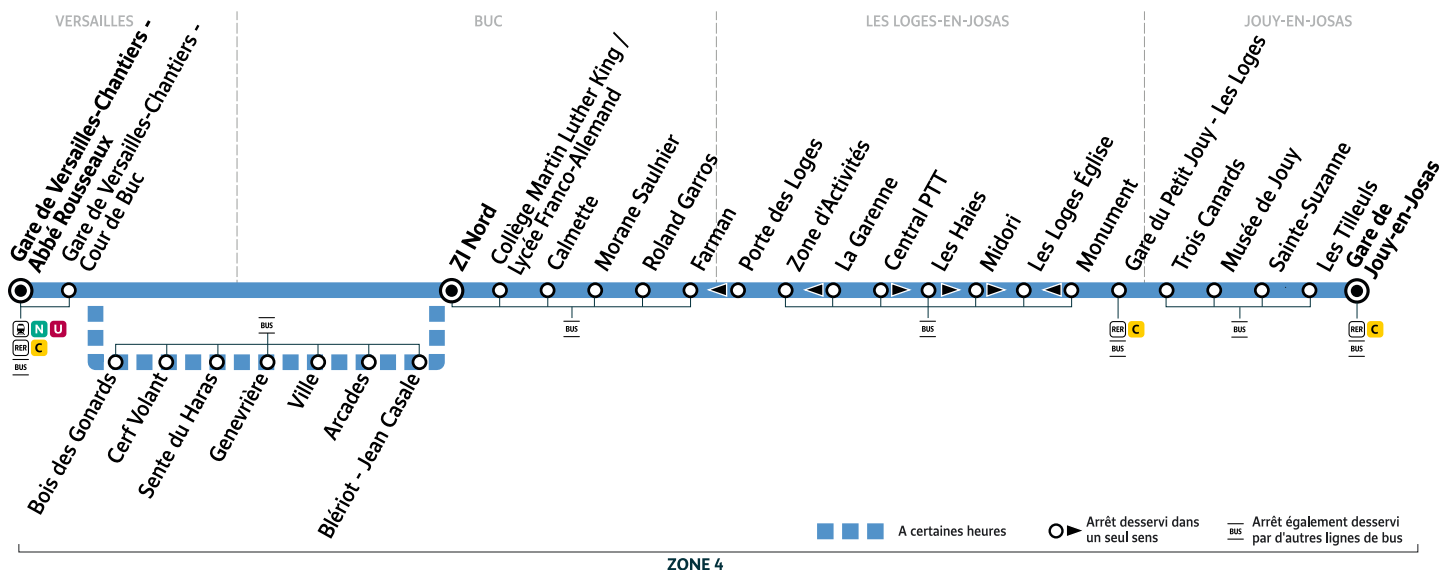 VERSAILLES
BUC
LES LOGES-EN-JOSAS
JOUY-EN-JOSAS
Gare de Versailles-Chantiers -
Abbé Rousseaux
Gare de Versailles-Chantiers -
Cour de Buc
ZI Nord
Collège Martin Luther King /
Lycée Franco-Allemand
Calmette
Morane Saulnier
Roland Garros
Farman
Porte des Loges
Zone d'Activités
La Garenne
Central PTT
Les Haies
Midori
Les Loges Église
Monument
Gare du Petit Jouy - Les Loges
Trois Canards
Musée de Jouy
Sainte-Suzanne
Les Tilleuls
Gare de
Jouy-en-Josas
N U
RER C
BUS
BUS
BUS
BUS
RER C
BUS
BUS
RER C
BUS
Bois des Gonards
Cerf Volant
Sente du Haras
Genevrière
Ville
Arcades
Blériot - Jean Casale
A certaines heures
Arrêt desservi dans
un seul sens
BUS
Arrêt également desservi
par d'autres lignes de bus
ZONE 4